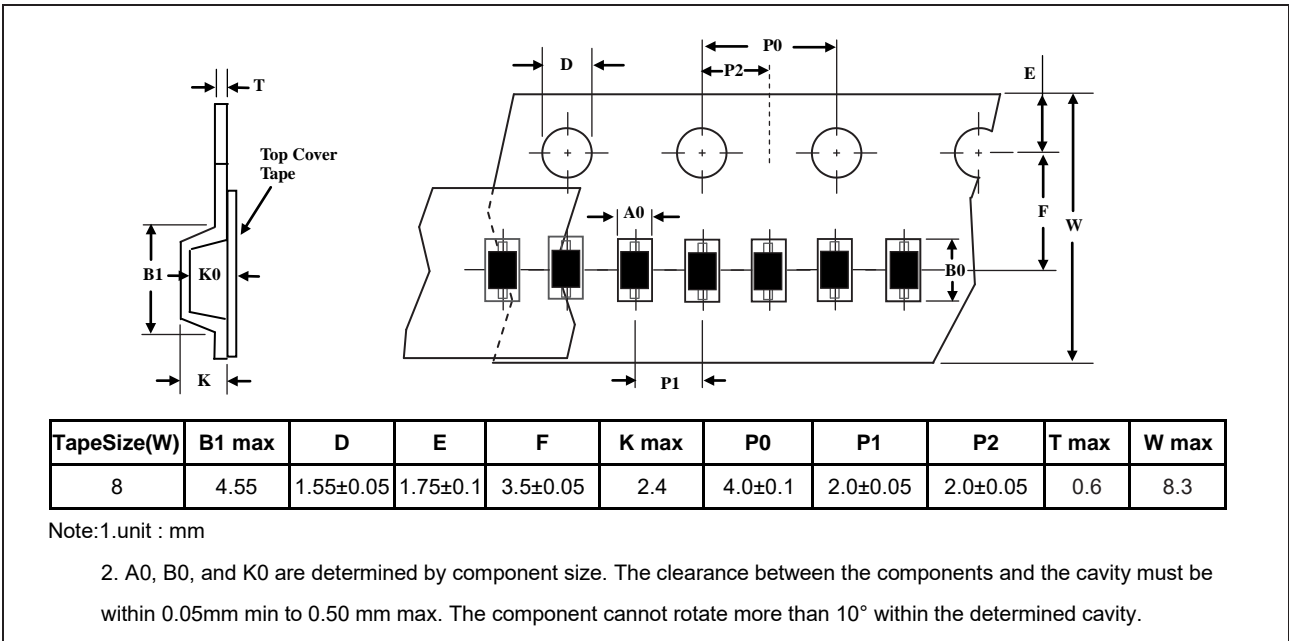 P0
D
P2
E
T
Top Cover
Tape
A0
F
W
B1
K0
B0
K
P1
TapeSize(W) B1 max D E F K max P0 P1 P2 T max W max
8 4.55 1.55±0.05 1.75±0.1 3.5±0.05 2.4 4.0±0.1 2.0±0.05 2.0±0.05 0.6 8.3
Note:1.unit : mm
2. A0, B0, and K0 are determined by component size. The clearance between the components and the cavity must be
within 0.05mm min to 0.50 mm max. The component cannot rotate more than 10° within the determined cavity.